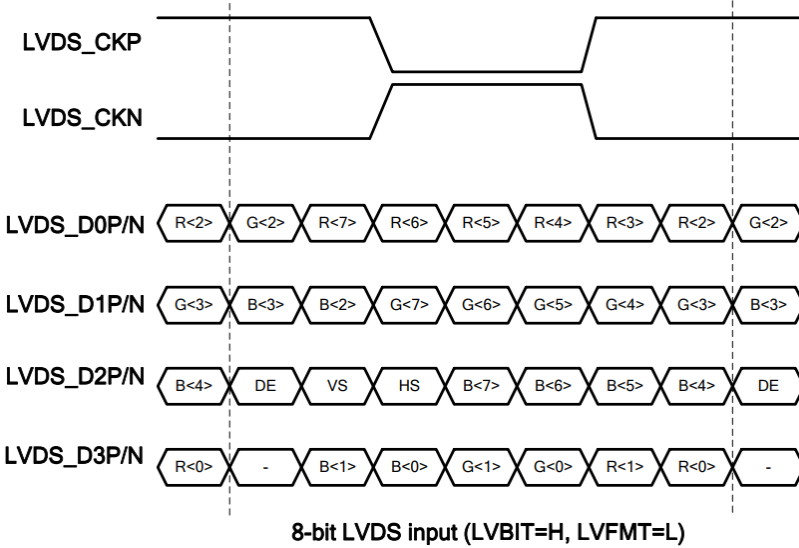 LVDS_CKP
LVDS_CKN
LVDS_D0P/N R<2> G<2> R<7> R<6> R<5> R<4> R<3> R<2> G<2>
LVDS_D1P/N G<3> B<3> B<2> G<7> G<6> G<5> G<4> G<3> B<3>
LVDS_D2P/N B<4> DE VS HS B<7> B<6> B<5> B<4> DE
LVDS_D3P/N R<0> - B<1> B<0> G<1> G<0> R<1> R<0> -
8-bit LVDS input (LVBIT=H, LVFMT=L)